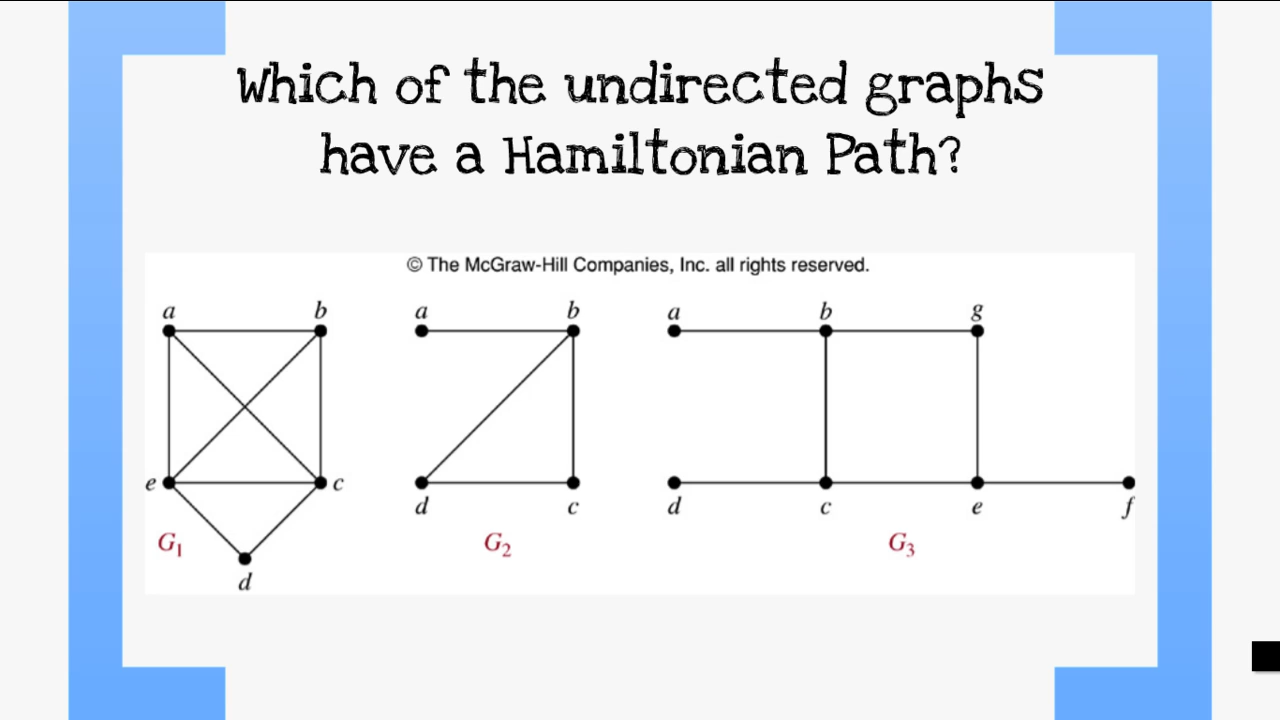 Which of the undirected graphs
have a Hamiltonian Path?
© The McGraw-Hill Companies, Inc. all rights reserved.
a b a b a b g
e c d c d c e f
G1 G2 G3
d